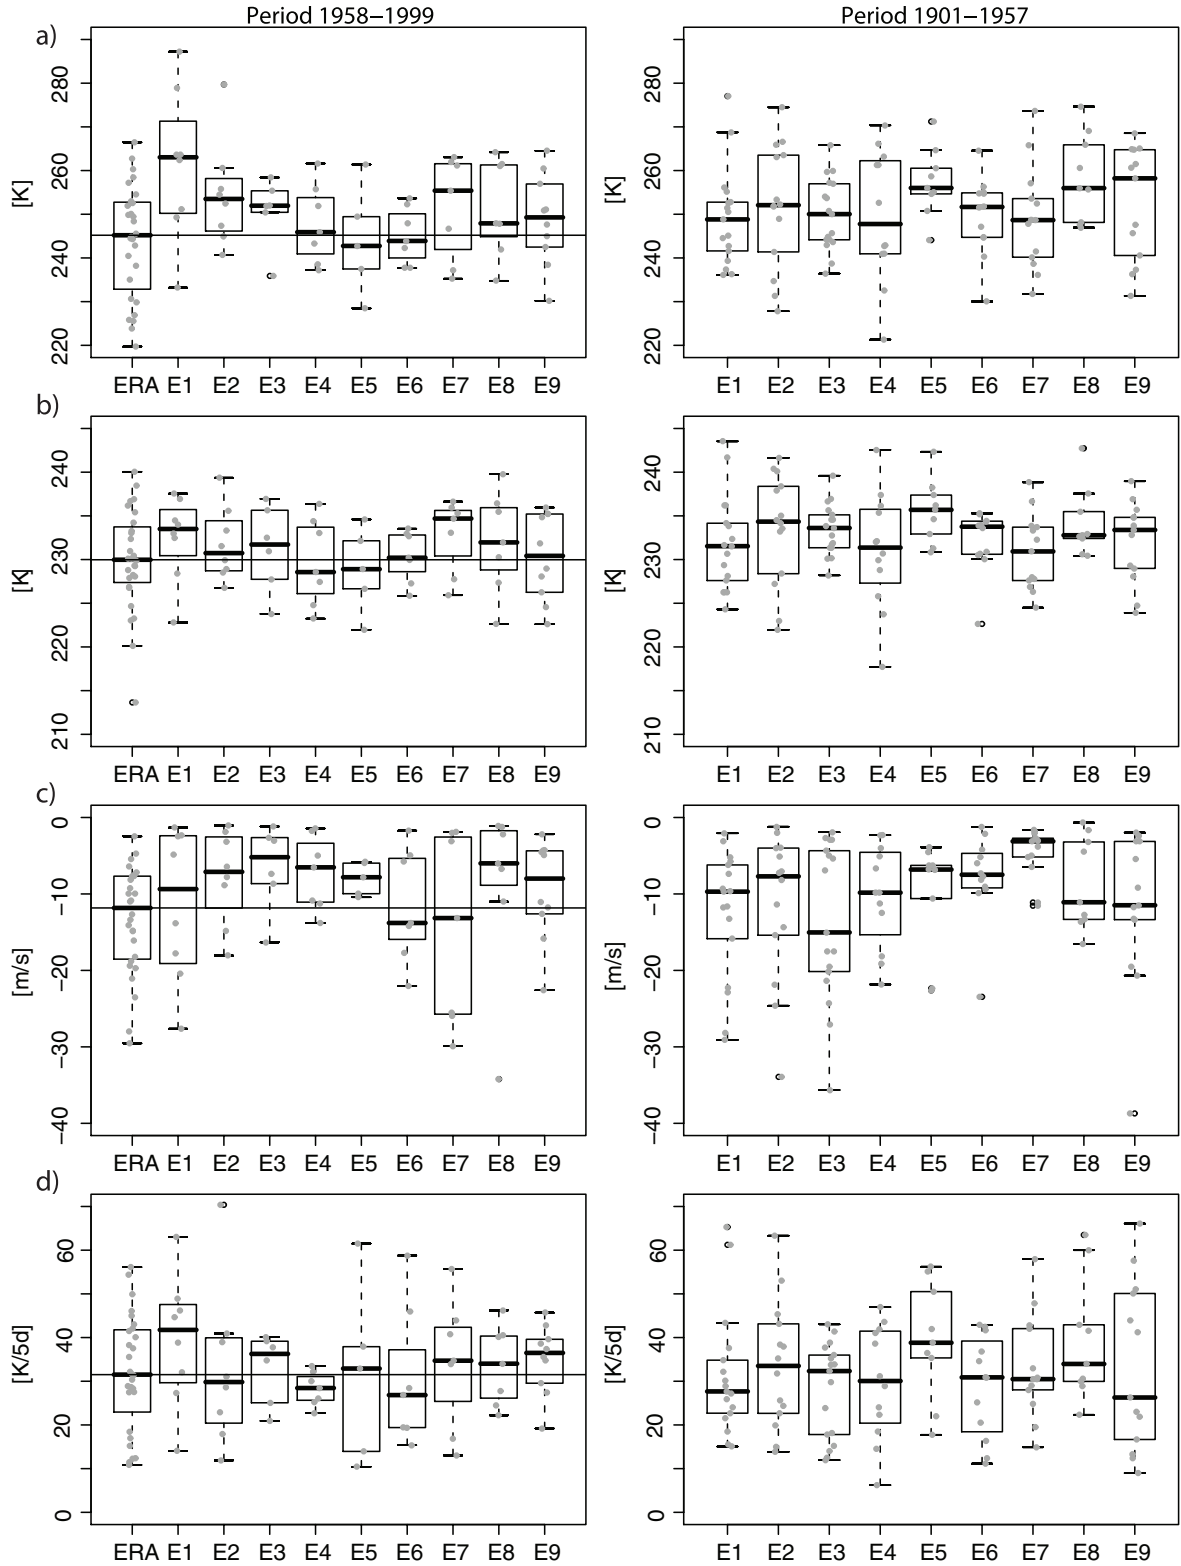 Period 1958−1999
Period 1901−1957
a)
[K]
220 240 260 280
ERA E1 E2 E3 E4 E5 E6 E7 E8 E9
[K]
220 240 260 280
E1 E2 E3 E4 E5 E6 E7 E8 E9
b)
[K]
210 220 230 240
ERA E1 E2 E3 E4 E5 E6 E7 E8 E9
[K]
210 220 230 240
E1 E2 E3 E4 E5 E6 E7 E8 E9
c)
[m/s]
−40 −30 −20 −10 0
ERA E1 E2 E3 E4 E5 E6 E7 E8 E9
[m/s]
−40 −30 −20 −10 0
E1 E2 E3 E4 E5 E6 E7 E8 E9
d)
[K/5d]
0 20 40 60
ERA E1 E2 E3 E4 E5 E6 E7 E8 E9
[K/5d]
0 20 40 60
E1 E2 E3 E4 E5 E6 E7 E8 E9